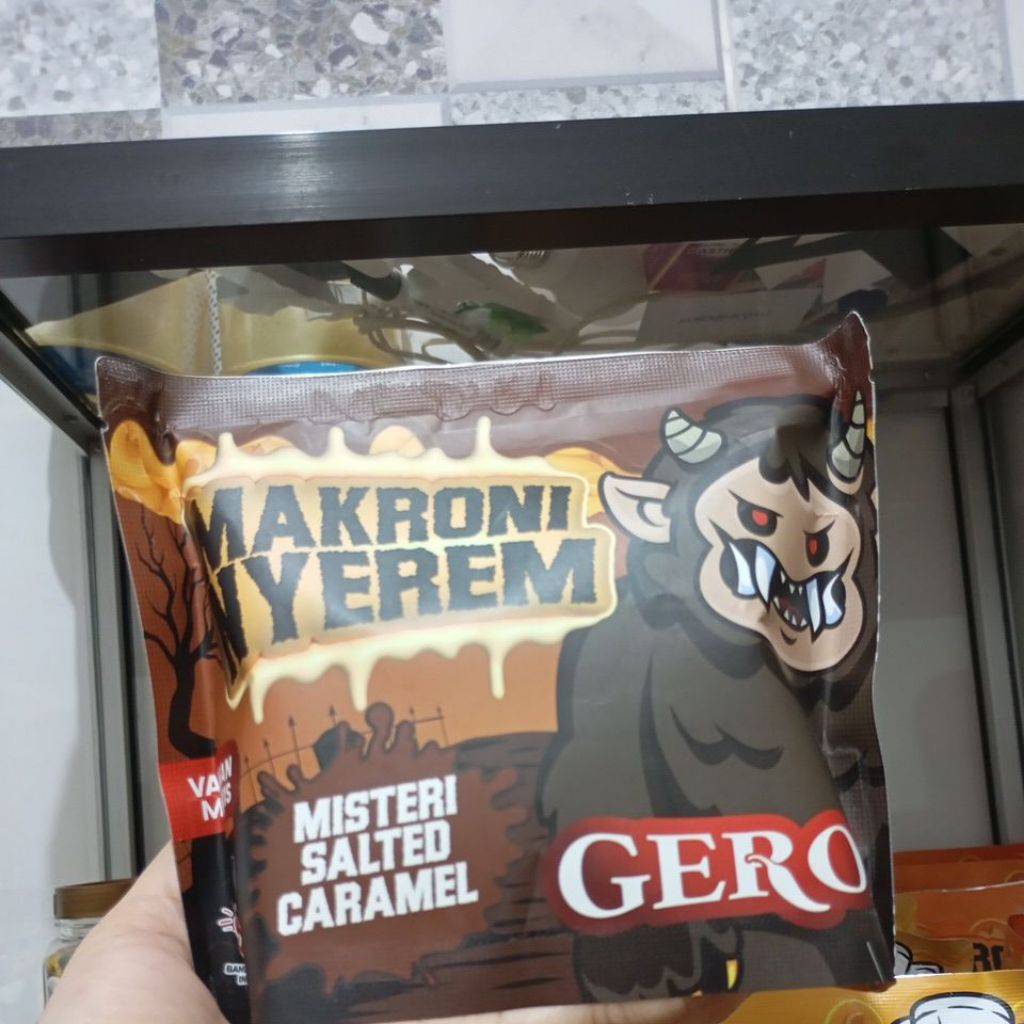 MAKRONI
NYEREM
MISTERI
SALTED
CARAMEL
GERO